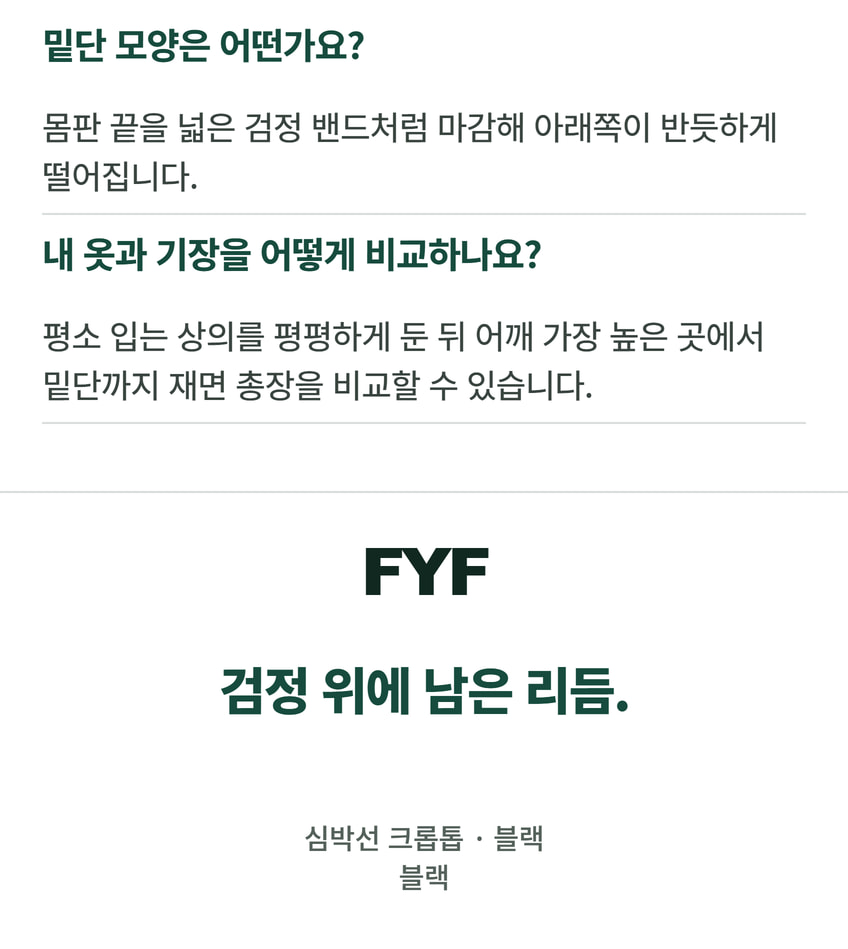 밑단 모양은 어떤가요?
몸판 끝을 넓은 검정 밴드처럼 마감해 아래쪽이 반듯하게
떨어집니다.
내 옷과 기장을 어떻게 비교하나요?
평소 입는 상의를 평평하게 둔 뒤 어깨 가장 높은 곳에서
밑단까지 재면 총장을 비교할 수 있습니다.
FYF
검정 위에 남은 리듬.
심박선 크롭톱 · 블랙
블랙